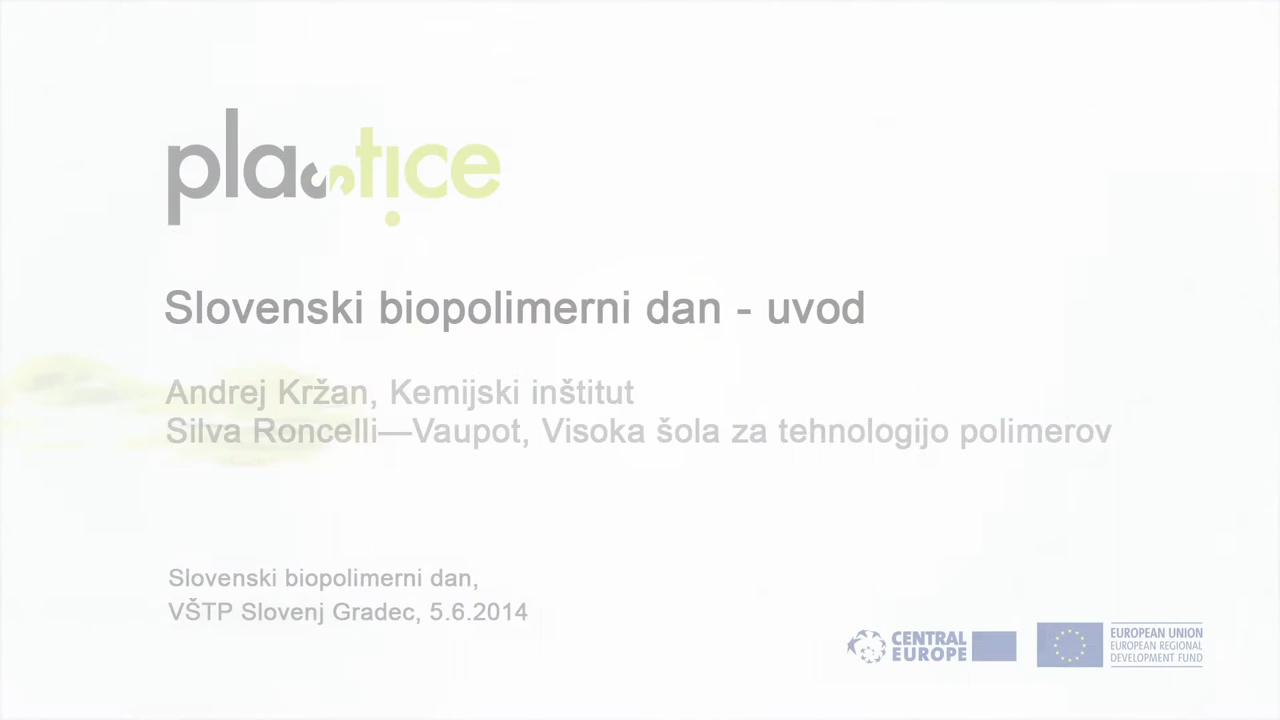 plastice
Slovenski biopolimerni dan - uvod
Andrej Kržan, Kemijski inštitut
Silva Roncelli—Vaupot, Visoka šola za tehnologijo polimerov
Slovenski biopolimerni dan,
VŠTP Slovenj Gradec, 5.6.2014
CENTRAL
EUROPE
EUROPEAN UNION
EUROPEAN REGIONAL
DEVELOPMENT FUND